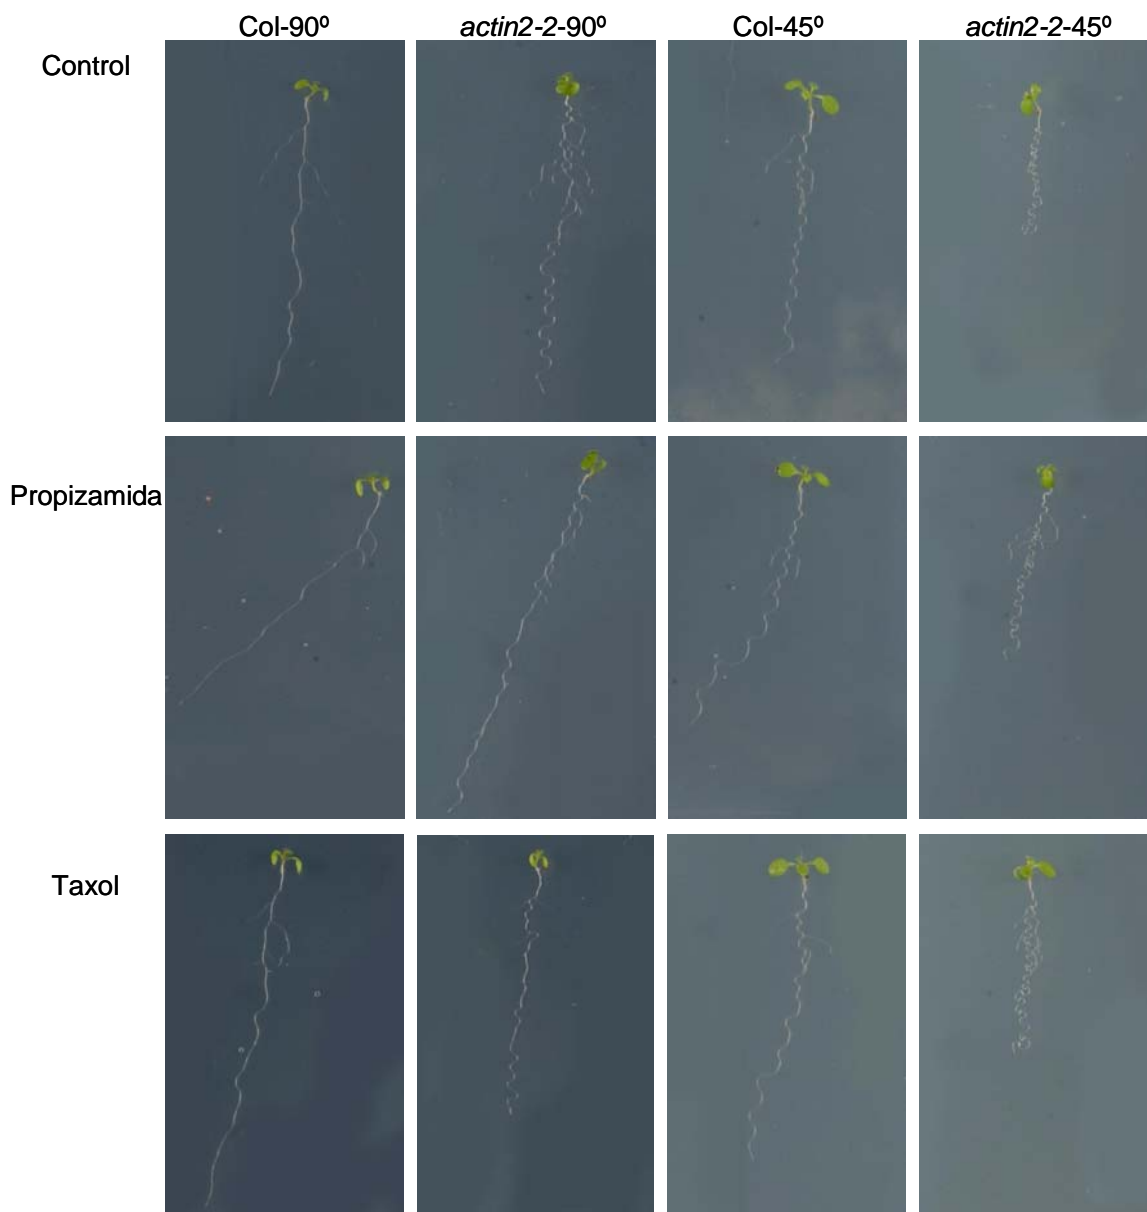 Col-90º
actin2-2-90º
Col-45º
actin2-2-45º
Control
Propizamida
Taxol